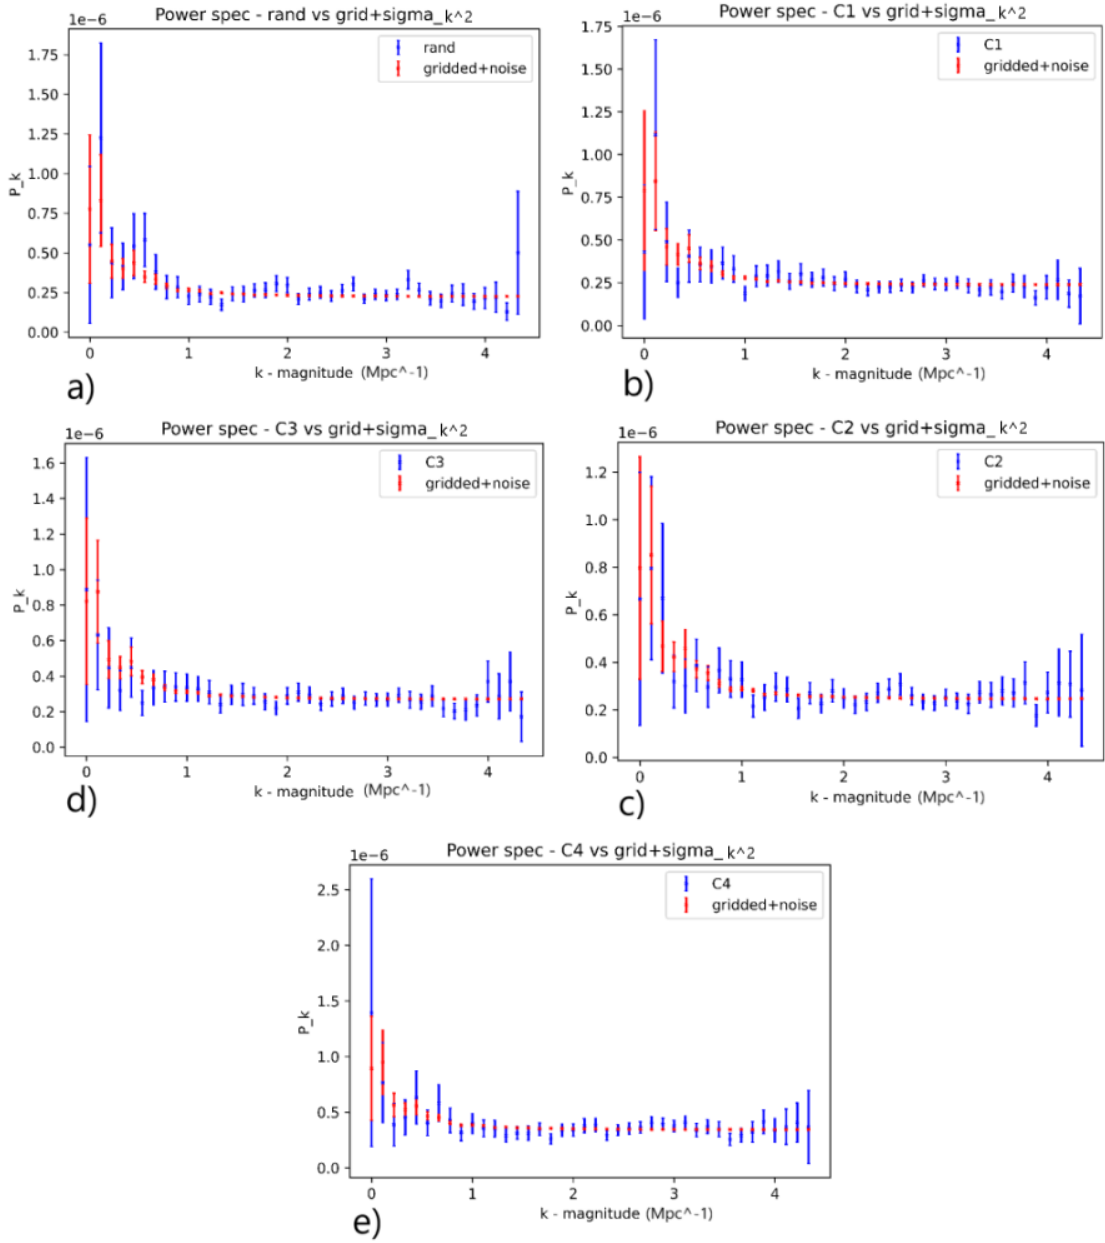 Power spec - rand vs grid+sigma_k^2
1e-6
rand
gridded+noise
1.75
1.50
1.25
1.00
0.75
0.50
0.25
0.00
P_k
0 1 2 3 4
k - magnitude (Mpc^-1)
a)
Power spec - C1 vs grid+sigma_k^2
1e-6
C1
gridded+noise
1.75
1.50
1.25
1.00
0.75
0.50
0.25
0.00
P_k
0 1 2 3 4
k - magnitude (Mpc^-1)
b)
Power spec - C3 vs grid+sigma_k^2
1e-6
C3
gridded+noise
1.6
1.4
1.2
1.0
0.8
0.6
0.4
0.2
0.0
P_k
0 1 2 3 4
k - magnitude (Mpc^-1)
d)
Power spec - C2 vs grid+sigma_k^2
1e-6
C2
gridded+noise
1.2
1.0
0.8
0.6
0.4
0.2
0.0
P_k
0 1 2 3 4
k - magnitude (Mpc^-1)
c)
Power spec - C4 vs grid+sigma_k^2
1e-6
C4
gridded+noise
2.5
2.0
1.5
1.0
0.5
0.0
P_k
0 1 2 3 4
k - magnitude (Mpc^-1)
e)